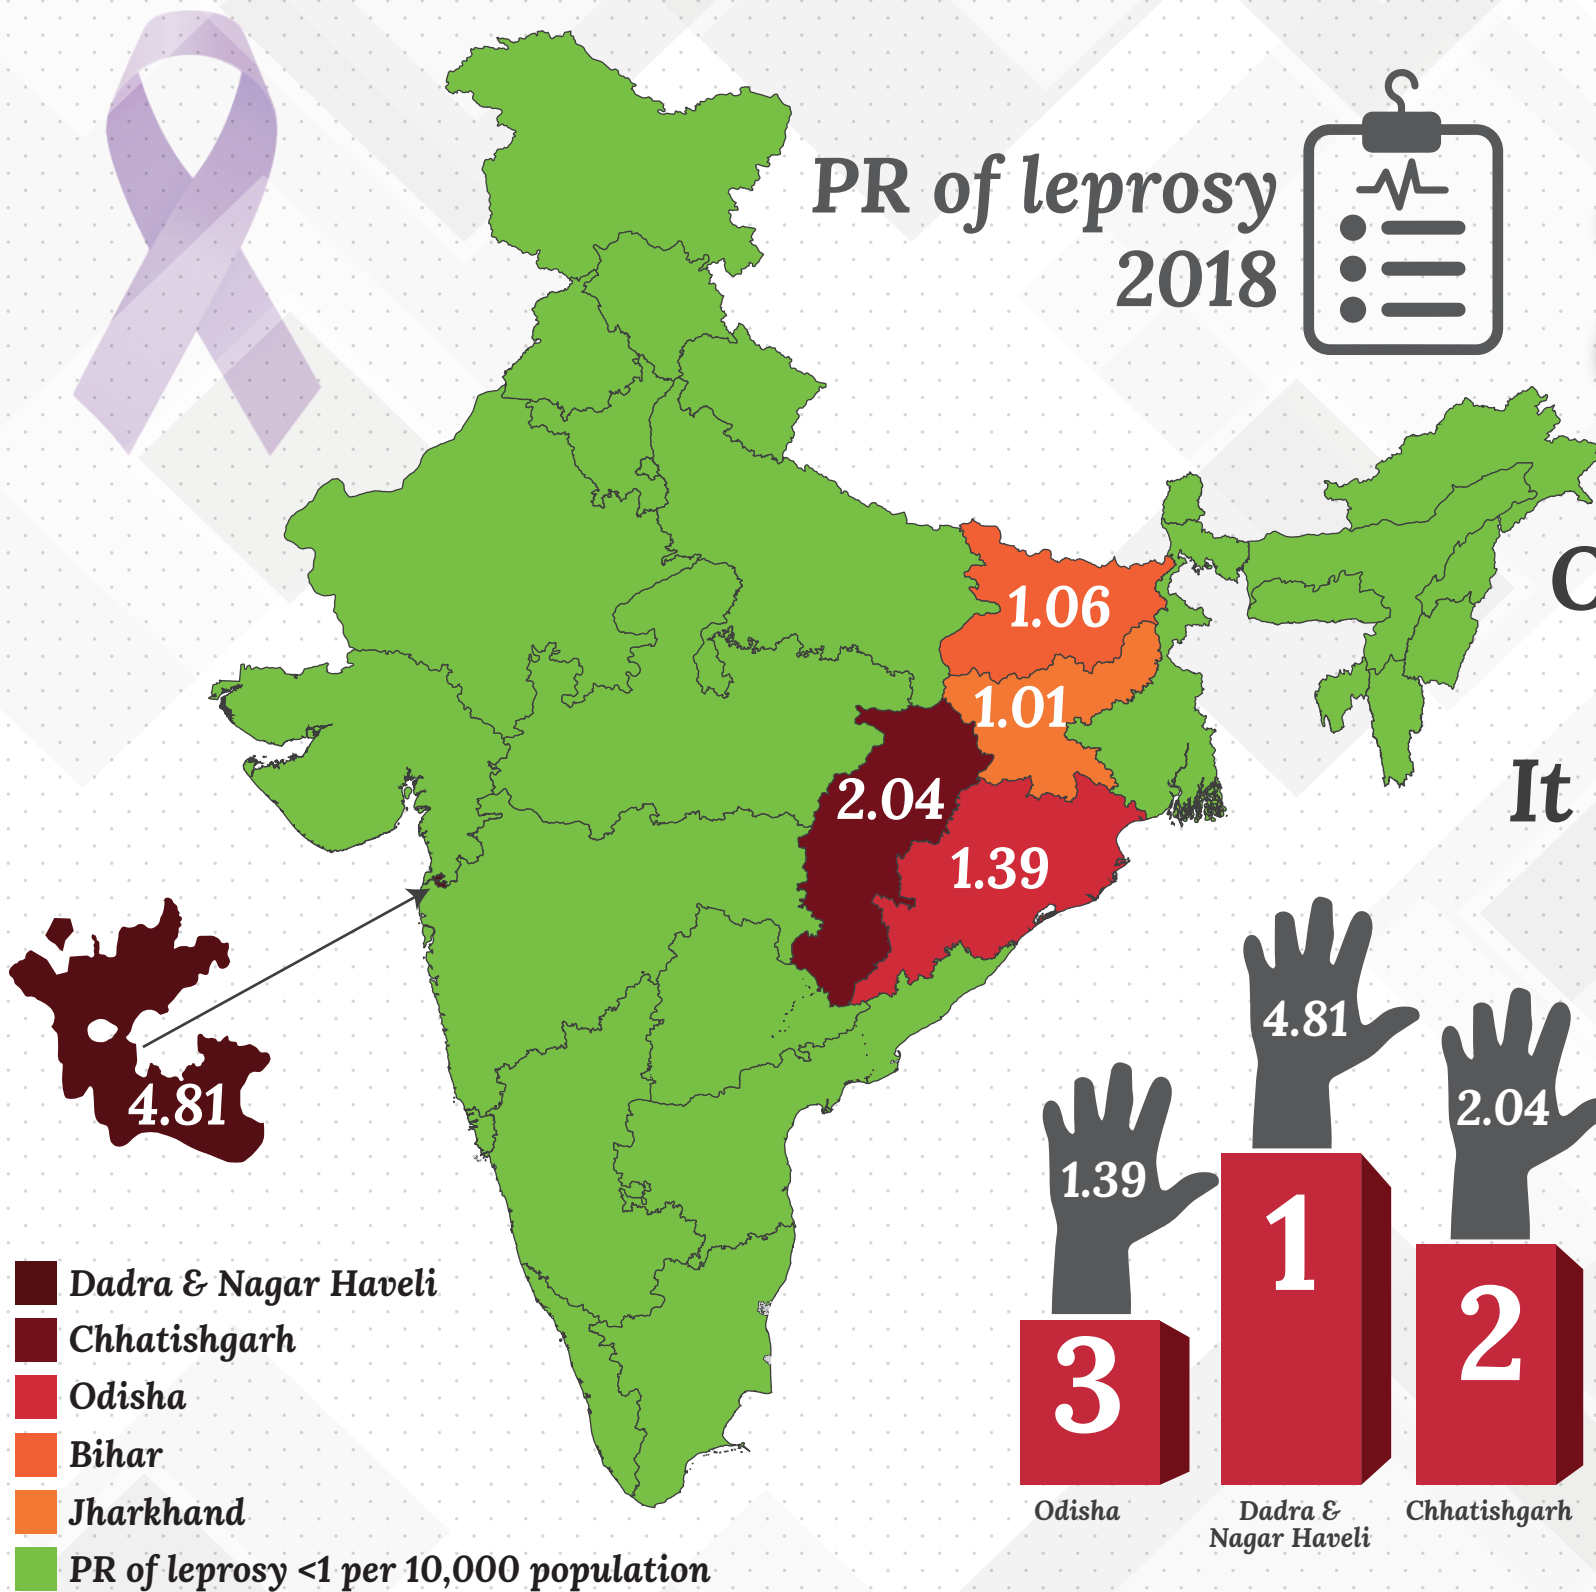 PR of leprosy
2018
1.06
1.01
2.04
1.39
4.81
It
Dadra & Nagar Haveli
Chhatishgarh
Odisha
Bihar
Jharkhand
PR of leprosy <1 per 10,000 population
1.39
4.81
2.04
3
1
2
Odisha
Dadra &
Nagar Haveli
Chhatishgarh